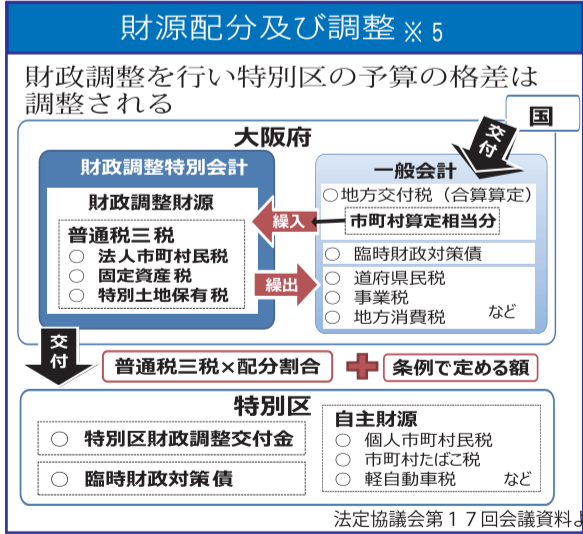 財源配分及び調整 ※5
財政調整を行い特別区の予算の格差は
調整される
国
交付
大阪府
財政調整特別会計
財政調整財源
普通税三税
○ 法人市町村民税
○ 固定資産税
○ 特別土地保有税
繰入
繰出
一般会計
○地方交付税（合算算定）
市町村算定相当分
○ 臨時財政対策債
○ 道府県民税
○ 事業税
○ 地方消費税 など
交付
普通税三税×配分割合
条例で定める額
特別区
○ 特別区財政調整交付金
○ 臨時財政対策債
自主財源
○ 個人市町村民税
○ 市町村たばこ税
○ 軽自動車税 など
法定協議会第１７回会議資料よ